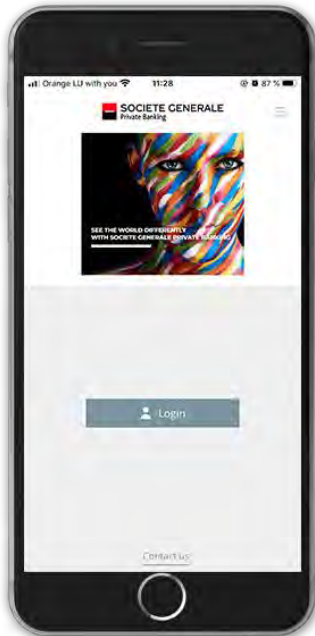 Orange LU with you 11:28 87 %
SOCIETE GENERALE
Private Banking
SEE THE WORLD DIFFERENTLY
WITH SOCIETE GENERALE PRIVATE BANKING
Login
Contact us